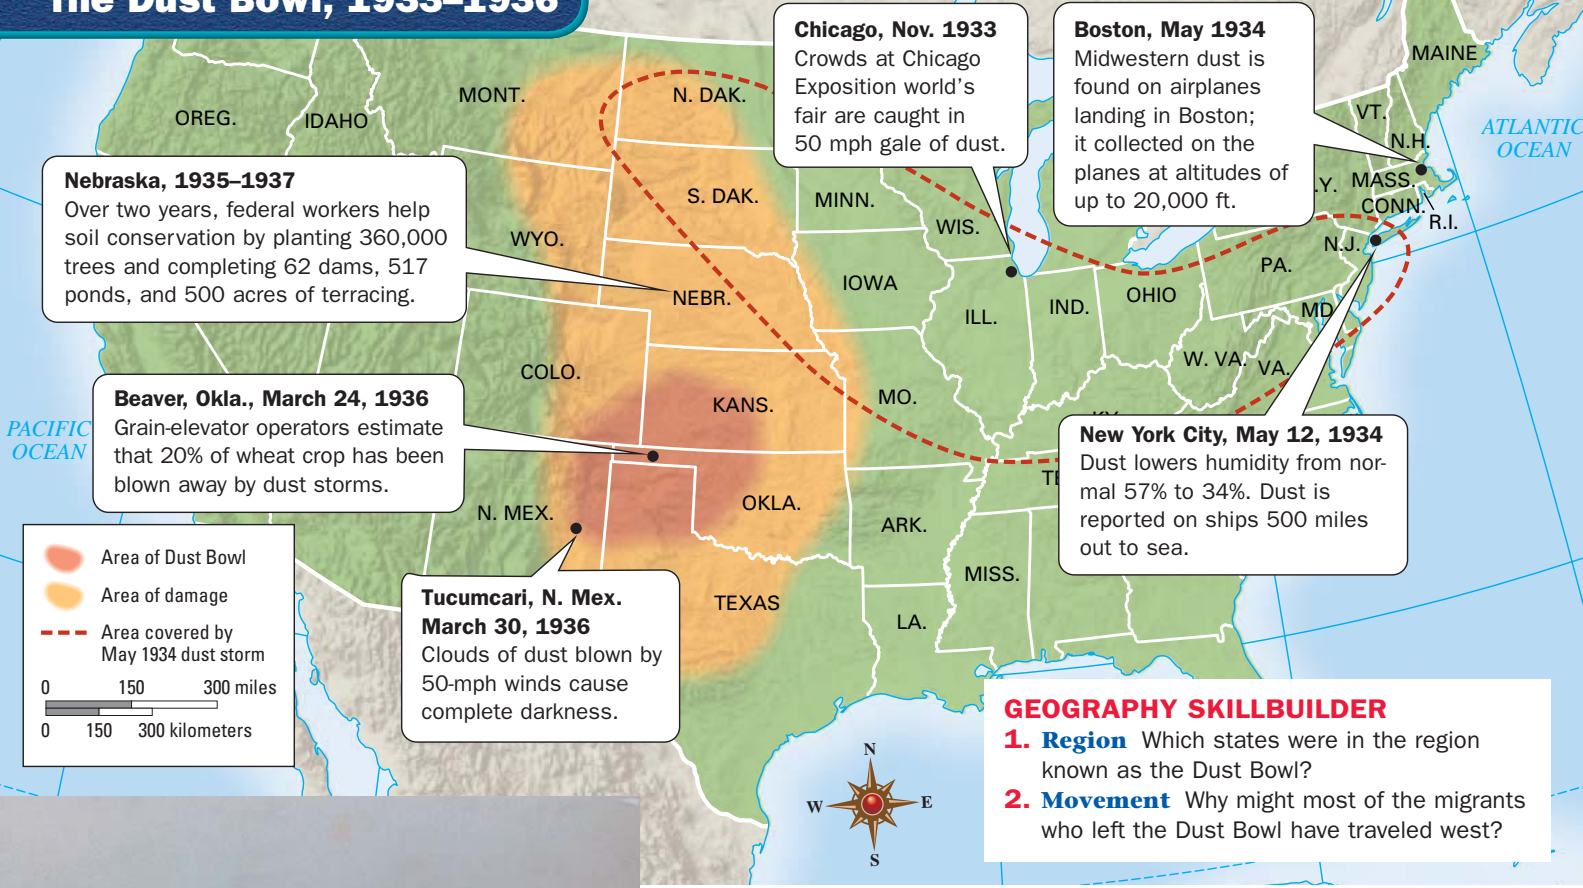 The Dust Bowl, 1933–1936
Chicago, Nov. 1933
Crowds at Chicago
Exposition world's
fair are caught in
50 mph gale of dust.
Boston, May 1934
Midwestern dust is
found on airplanes
landing in Boston;
it collected on the
planes at altitudes of
up to 20,000 ft.
Nebraska, 1935–1937
Over two years, federal workers help
soil conservation by planting 360,000
trees and completing 62 dams, 517
ponds, and 500 acres of terracing.
Beaver, Okla., March 24, 1936
Grain-elevator operators estimate
that 20% of wheat crop has been
blown away by dust storms.
Tucumcari, N. Mex.
March 30, 1936
Clouds of dust blown by
50-mph winds cause
complete darkness.
New York City, May 12, 1934
Dust lowers humidity from nor-
mal 57% to 34%. Dust is
reported on ships 500 miles
out to sea.
OREG.
IDAHO
MONT.
N. DAK.
S. DAK.
WYO.
NEBR.
COLO.
KANS.
N. MEX.
OKLA.
TEXAS
MINN.
WIS.
IOWA
ILL.
IND.
OHIO
MO.
ARK.
MISS.
LA.
KY.
TE
W. VA.
VA.
MD.
PA.
N.J.
.Y.
CONN.
R.I.
MASS.
N.H.
VT.
MAINE
ATLANTIC
OCEAN
PACIFIC
OCEAN
Area of Dust Bowl
Area of damage
Area covered by
May 1934 dust storm
0 150 300 miles
0 150 300 kilometers
N
W E
S
GEOGRAPHY SKILLBUILDER
1. Region Which states were in the region
known as the Dust Bowl?
2. Movement Why might most of the migrants
who left the Dust Bowl have traveled west?